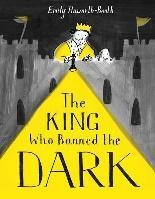 Emily Haworth-Booth
THE
KING
Who Banned the
DARK